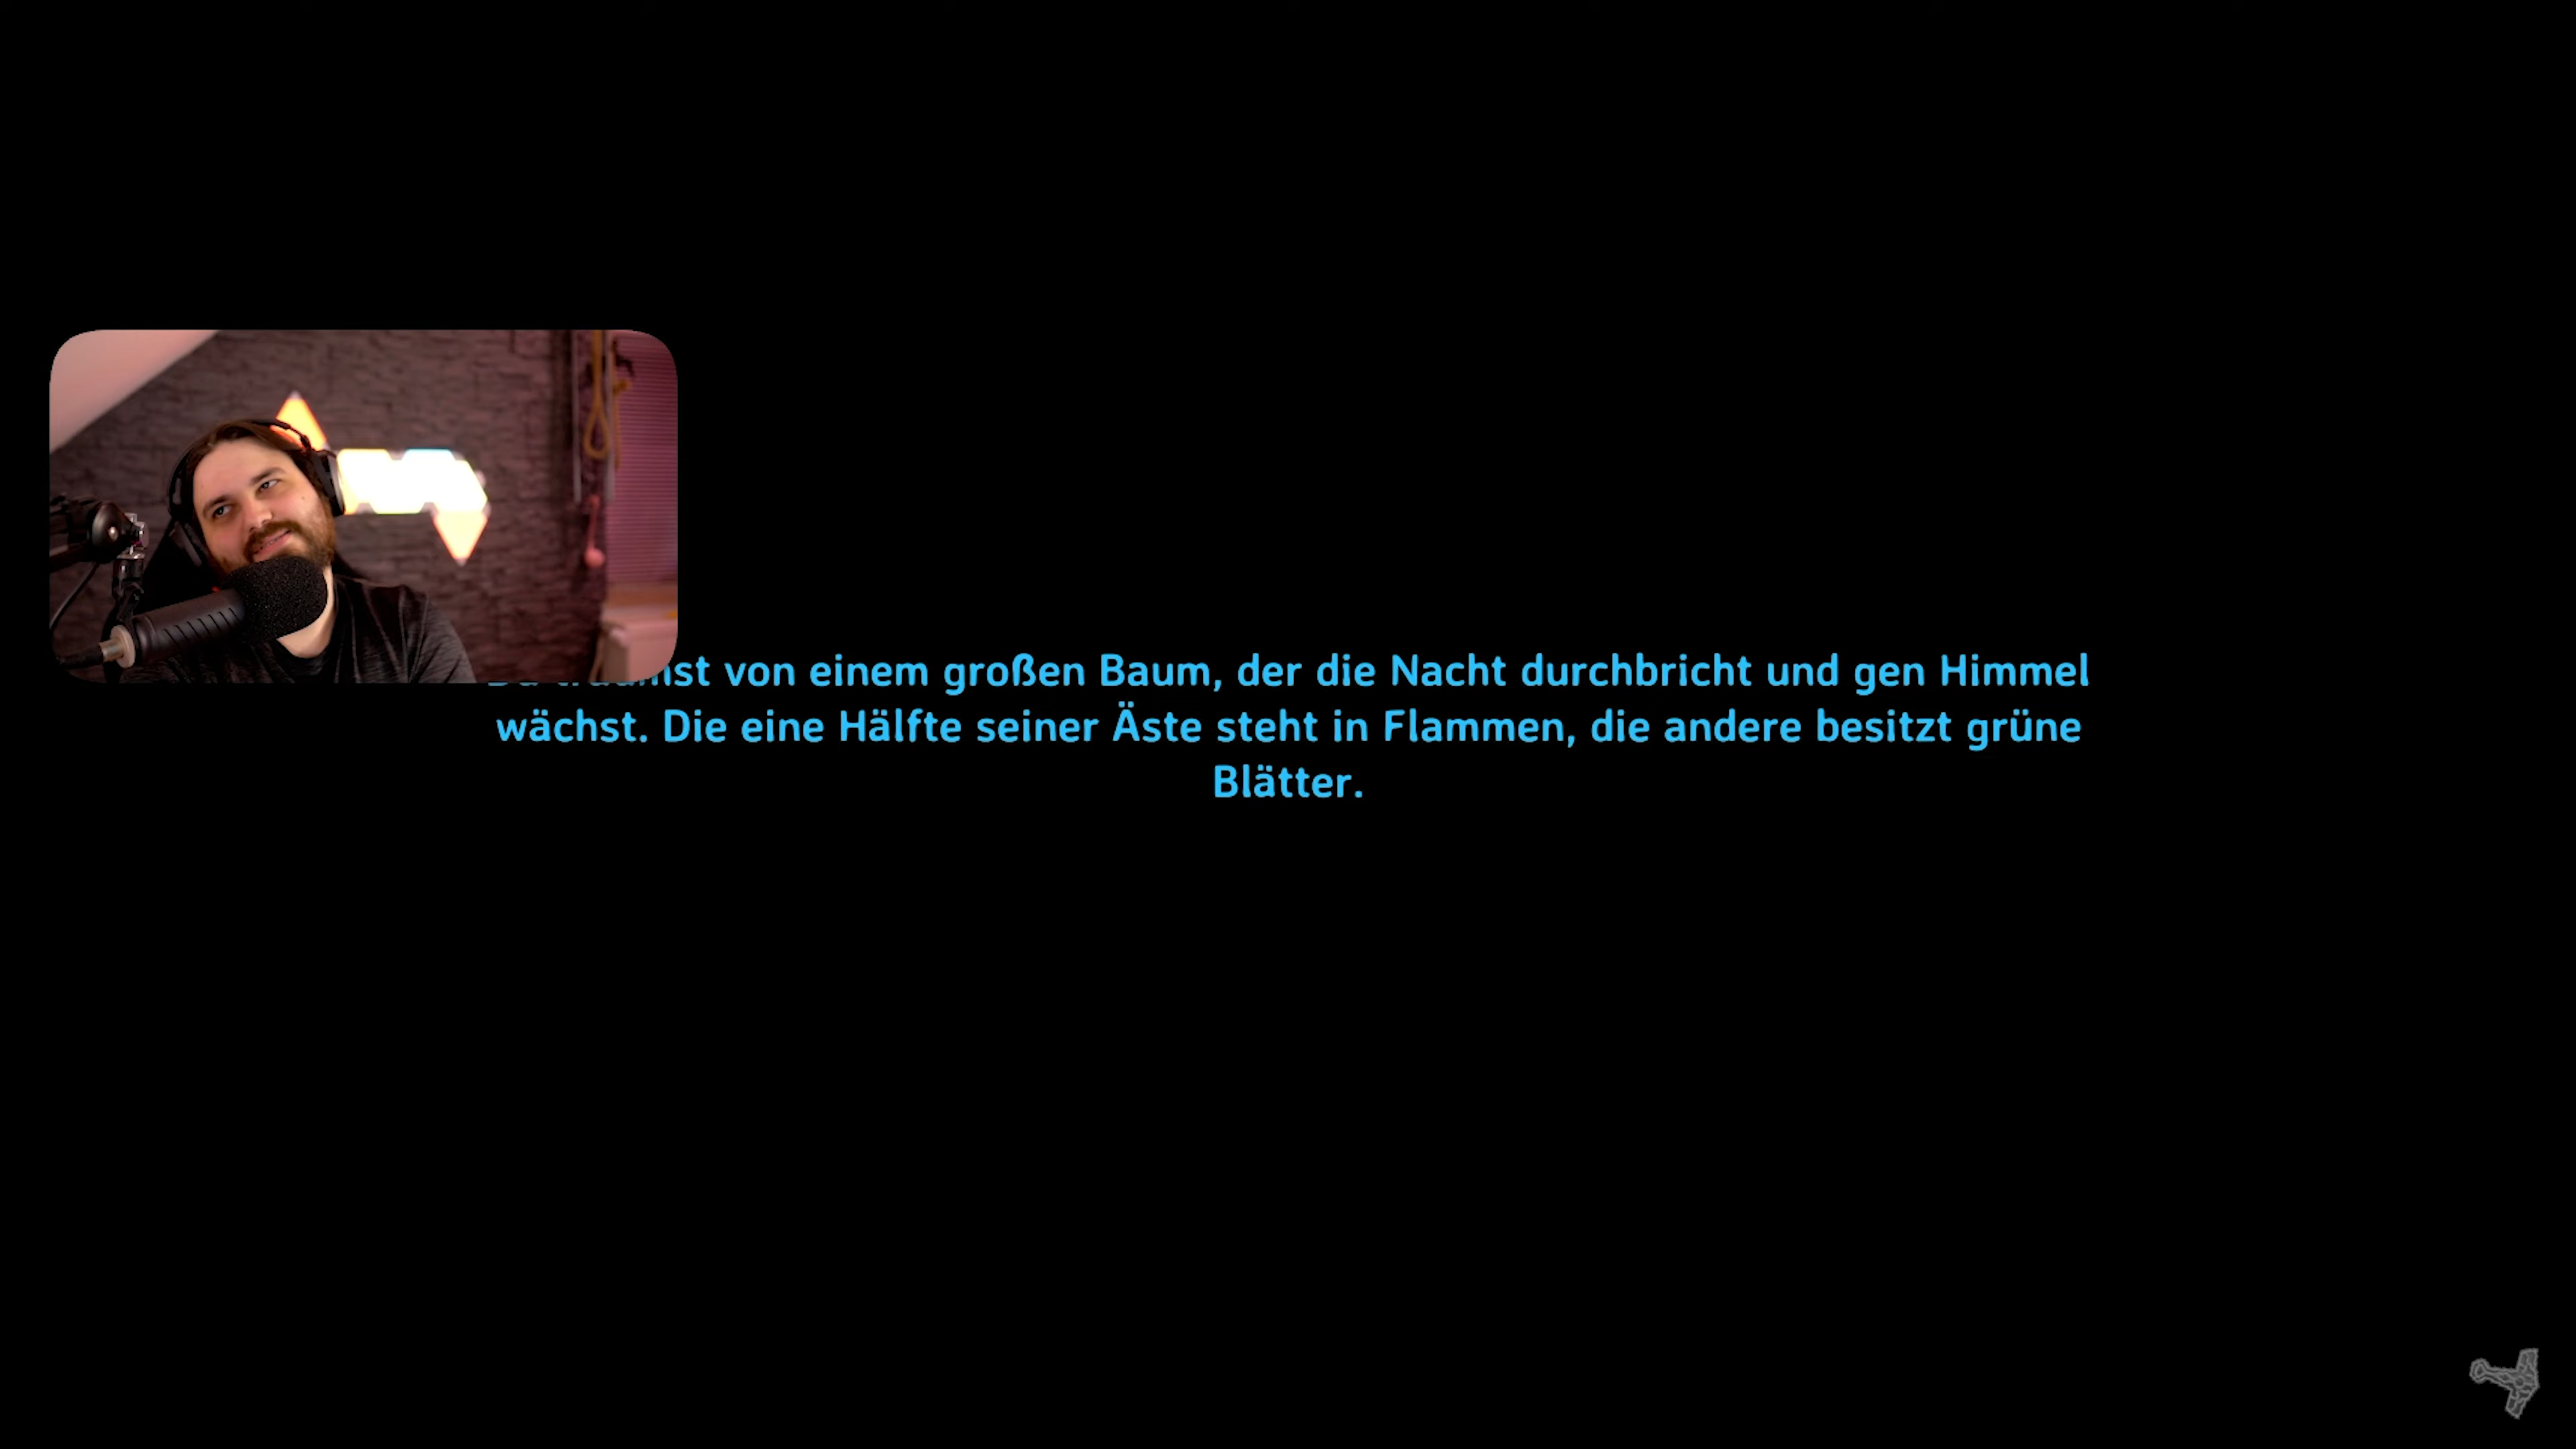 von einem großen Baum, der die Nacht durchbricht und gen Himmel
wächst. Die eine Hälfte seiner Äste steht in Flammen, die andere besitzt grüne
Blätter.